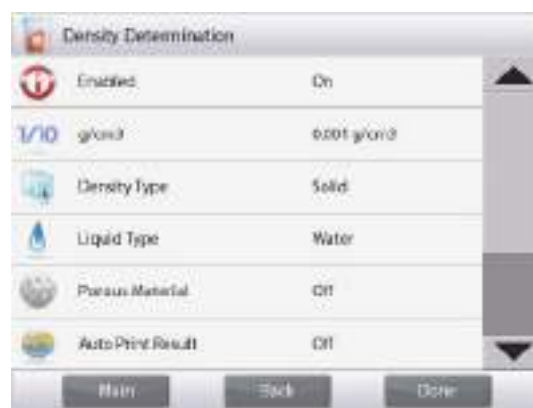 Density Determination
Enabled On
1/10 g/cm3 0.001 g/cm3
Density Type Solid
Liquid Type Water
Porous Material Off
Auto Print Result Off
Main Back Done